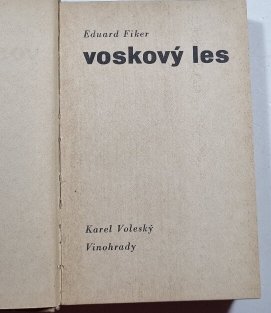 Eduard Fiker
voskový les
Karel Voleský
Vinohrady